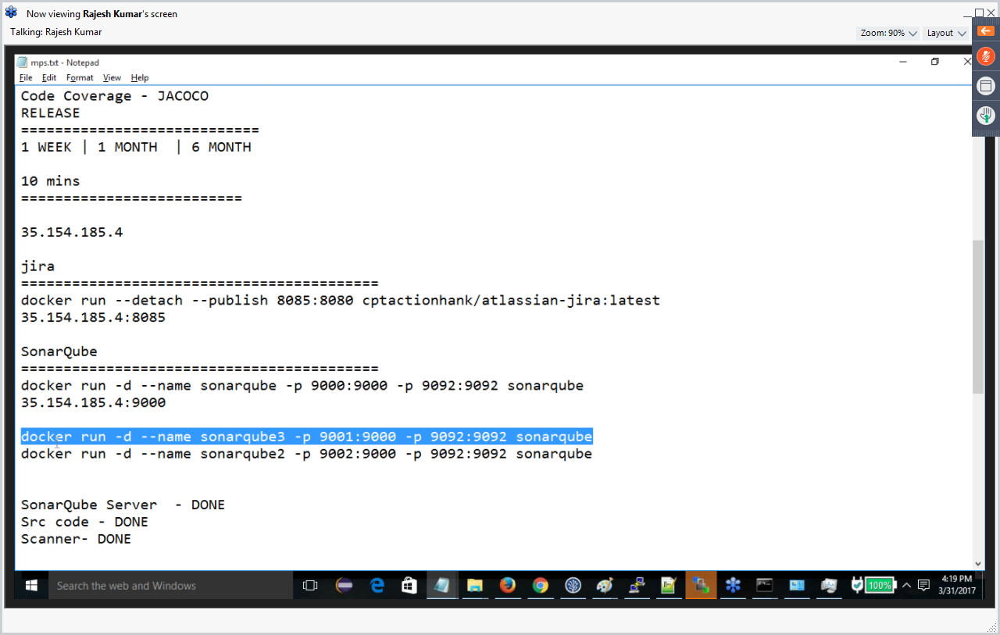 Now viewing Rajesh Kumar's screen
Talking: Rajesh Kumar
Zoom: 90% Layout
mps.txt - Notepad
File Edit Format View Help
Code Coverage - JACOCO
RELEASE
============================
1 WEEK | 1 MONTH  | 6 MONTH
10 mins
==========================
35.154.185.4
jira
==========================================
docker run --detach --publish 8085:8080 cptactionhank/atlassian-jira:latest
35.154.185.4:8085
SonarQube
==========================================
docker run -d --name sonarqube -p 9000:9000 -p 9092:9092 sonarqube
35.154.185.4:9000
docker run -d --name sonarqube3 -p 9001:9000 -p 9092:9092 sonarqube
docker run -d --name sonarqube2 -p 9002:9000 -p 9092:9092 sonarqube
SonarQube Server  - DONE
Src code - DONE
Scanner- DONE
Search the web and Windows
100%
4:19 PM
3/31/2017